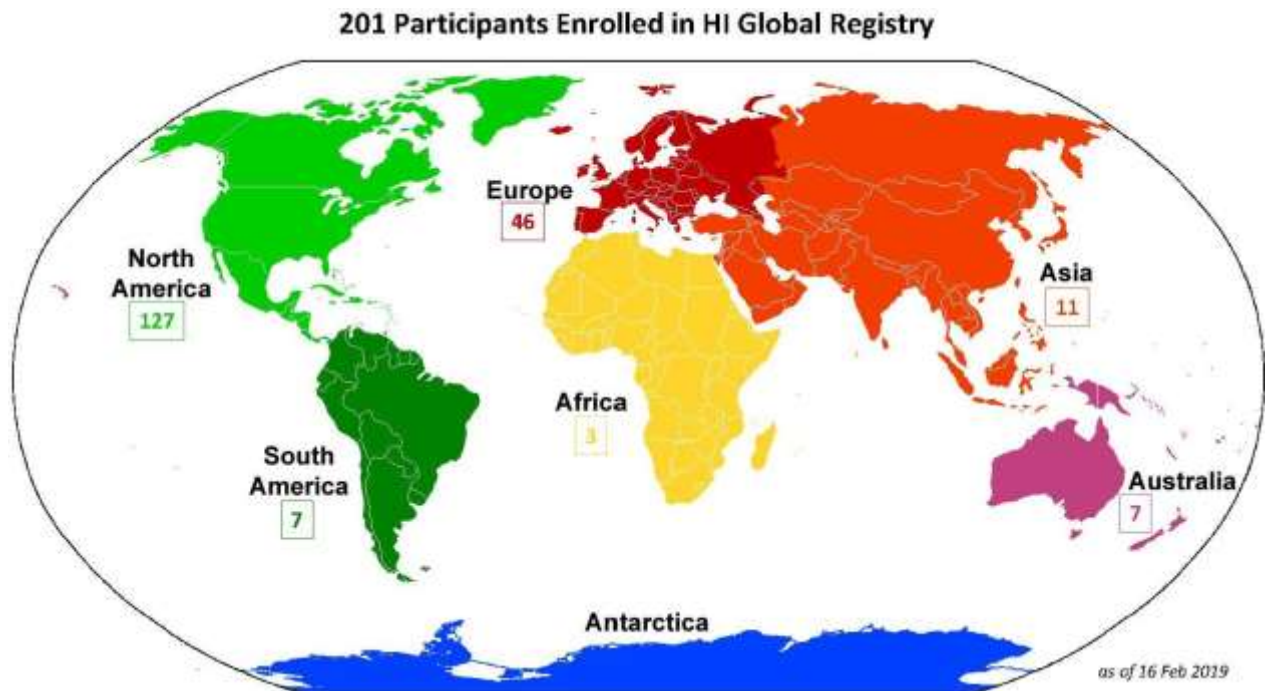 201 Participants Enrolled in HI Global Registry
Europe
46
North
America
127
Asia
11
Africa
3
South
America
7
Australia
7
Antarctica
as of 16 Feb 2019